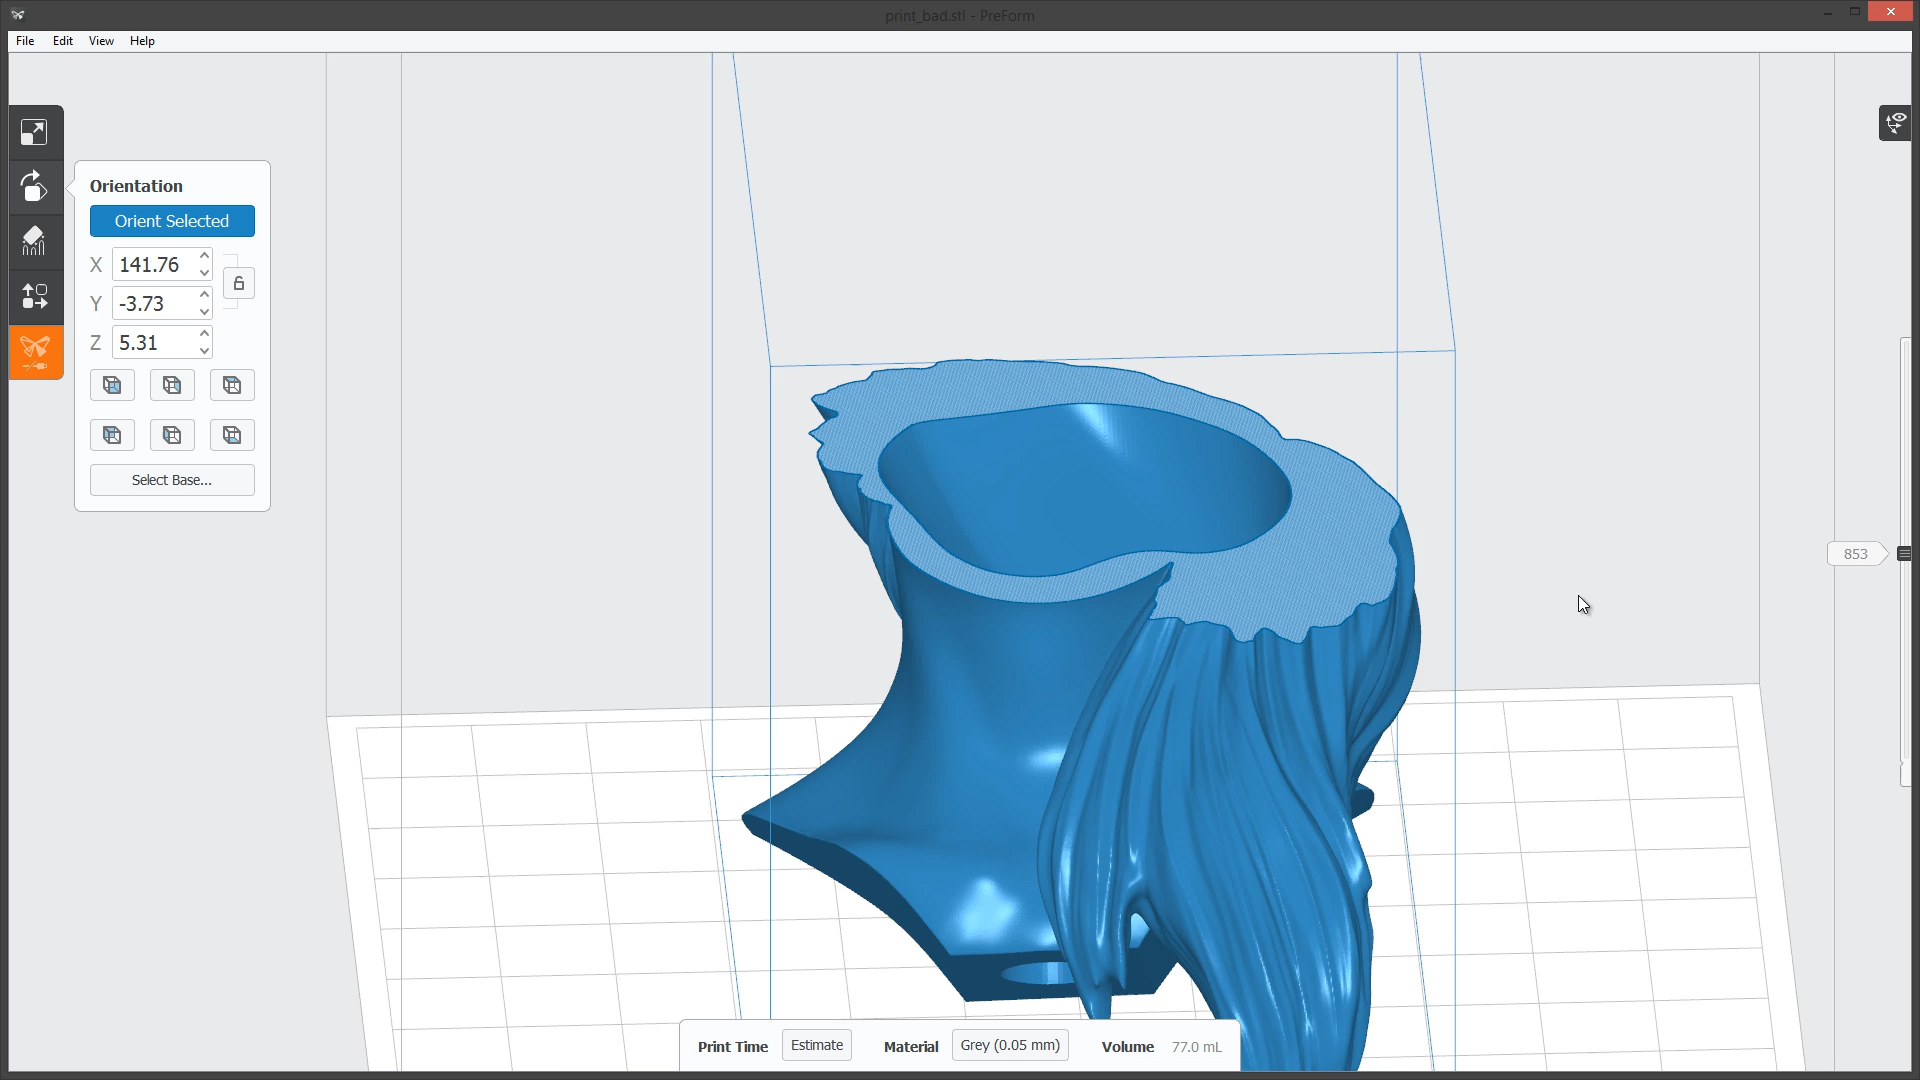 print_bad.stl - PreForm
File Edit View Help
Orientation
Orient Selected
X 141.76
Y -3.73
Z 5.31
Select Base...
853
Print Time Estimate Material Grey (0.05 mm) Volume 77.0 mL